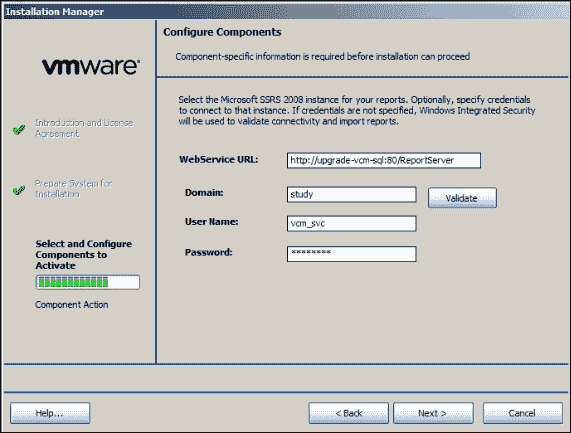 Installation Manager
vmware
Introduction and License
Agreement
Prepare System for
Installation
Select and Configure
Components to
Activate
Component Action
Configure Components
Component-specific information is required before installation can proceed
Select the Microsoft SSRS 2008 instance for your reports. Optionally, specify credentials
to connect to that instance. If credentials are not specified, Windows Integrated Security
will be used to validate connectivity and import reports.
WebService URL: http://upgrade-vcm-sql:80/ReportServer
Domain: study Validate
User Name: vcm_svc
Password: ********
Help... < Back Next > Cancel